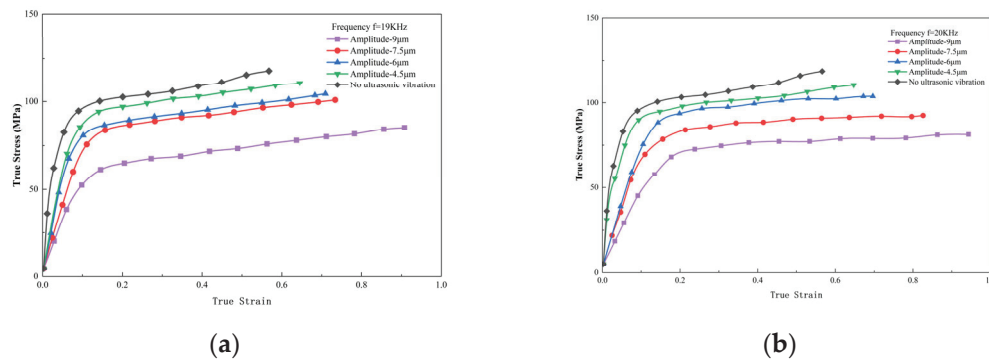 150
100
50
0
True Stress (MPa)
Frequency f=19KHz
Amplitude-9μm
Amplitude-7.5μm
Amplitude-6μm
Amplitude-4.5μm
No ultrasonic vibration
0.0 0.2 0.4 0.6 0.8 1.0
True Strain
(a)
150
100
50
0
True Stress (MPa)
Frequency f=20KHz
Amplitude-9μm
Amplitude-7.5μm
Amplitude-6μm
Amplitude-4.5μm
No ultrasonic vibration
0.0 0.2 0.4 0.6 0.8
True Strain
(b)